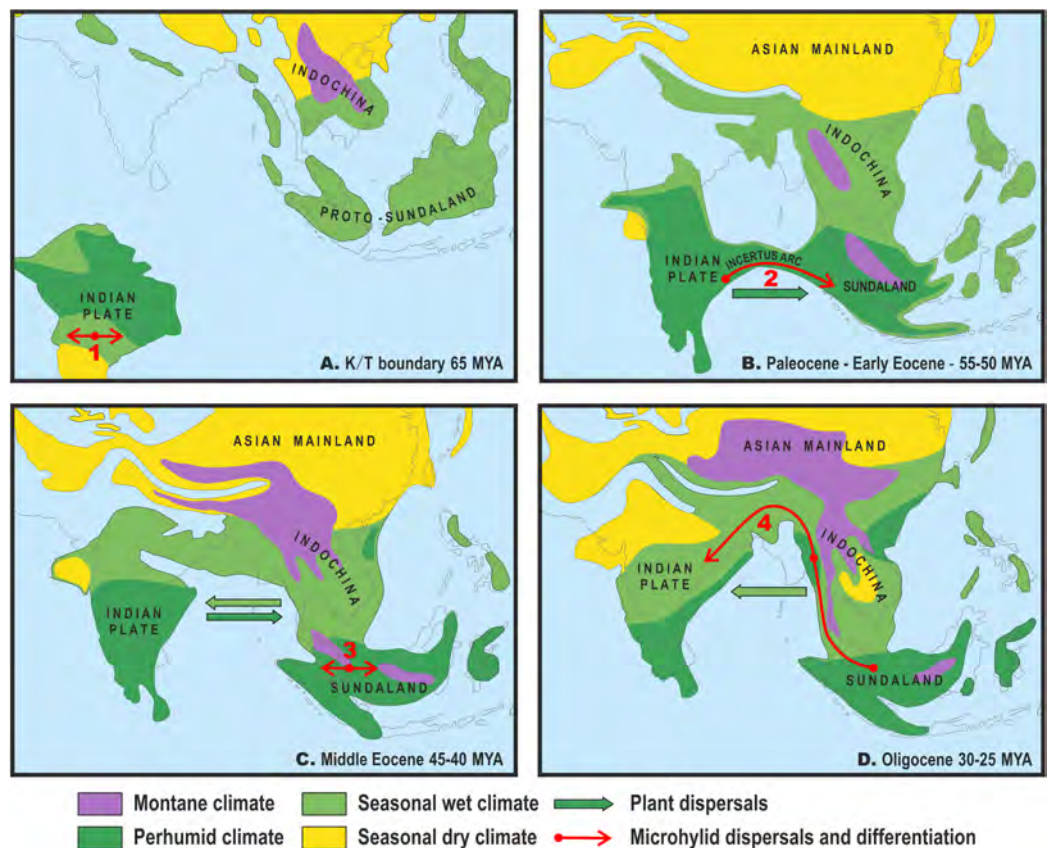 INDOCHINA
PROTO-SUNDALAND
INDIAN
PLATE
1
A. K/T boundary 65 MYA
ASIAN MAINLAND
INDOCHINA
INDIAN
PLATE
INCERTUS ARC
2
SUNDALAND
B. Paleocene - Early Eocene - 55-50 MYA
ASIAN MAINLAND
INDOCHINA
INDIAN
PLATE
3
SUNDALAND
C. Middle Eocene 45-40 MYA
ASIAN MAINLAND
4
INDOCHINA
INDIAN
PLATE
SUNDALAND
D. Oligocene 30-25 MYA
Montane climate
Seasonal wet climate
Plant dispersals
Perhumid climate
Seasonal dry climate
Microhylid dispersals and differentiation